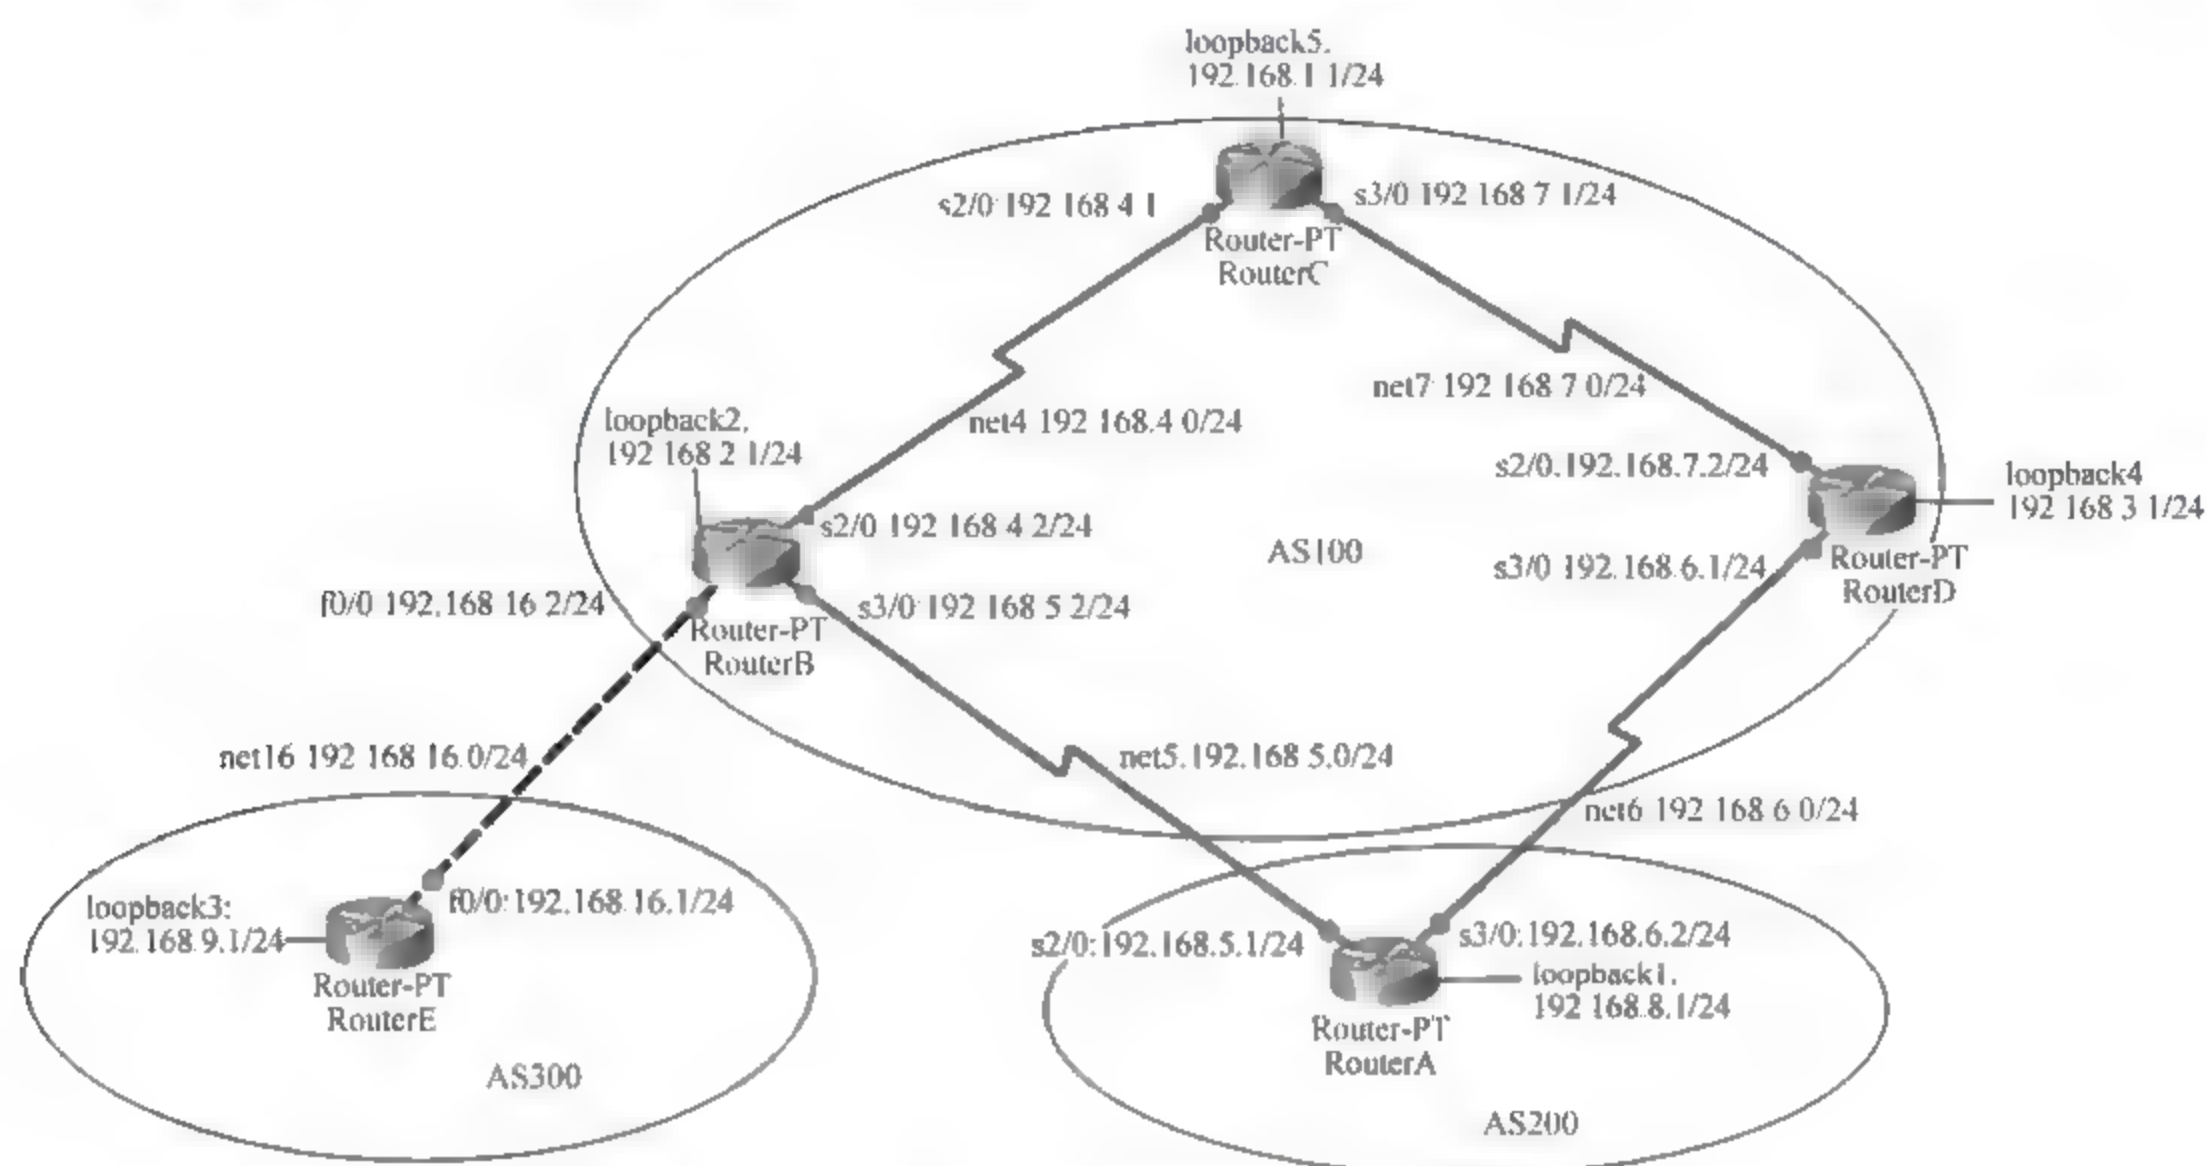 loopback5.
192.168.1 1/24
s2/0 192 168 4 1
s3/0 192 168 7 1/24
Router-PT
RouterC
net7 192 168 7 0/24
loopback2,
192 168 2 1/24
net4 192 168.4 0/24
s2/0.192.168.7.2/24
loopback4
192 168 3 1/24
s2/0 192 168 4 2/24
AS100
s3/0 192.168.6.1/24
Router-PT
RouterD
f0/0 192.168 16 2/24
s3/0 192 168 5 2/24
Router-PT
RouterB
net16 192 168 16.0/24
net5.192.168 5.0/24
net6 192 168 6 0/24
loopback3:
192.168.9.1/24
f0/0:192.168.16.1/24
s2/0:192.168.5.1/24
s3/0:192.168.6.2/24
loopback1.
192 168.8.1/24
Router-PT
RouterE
Router-PT
RouterA
AS300
AS200